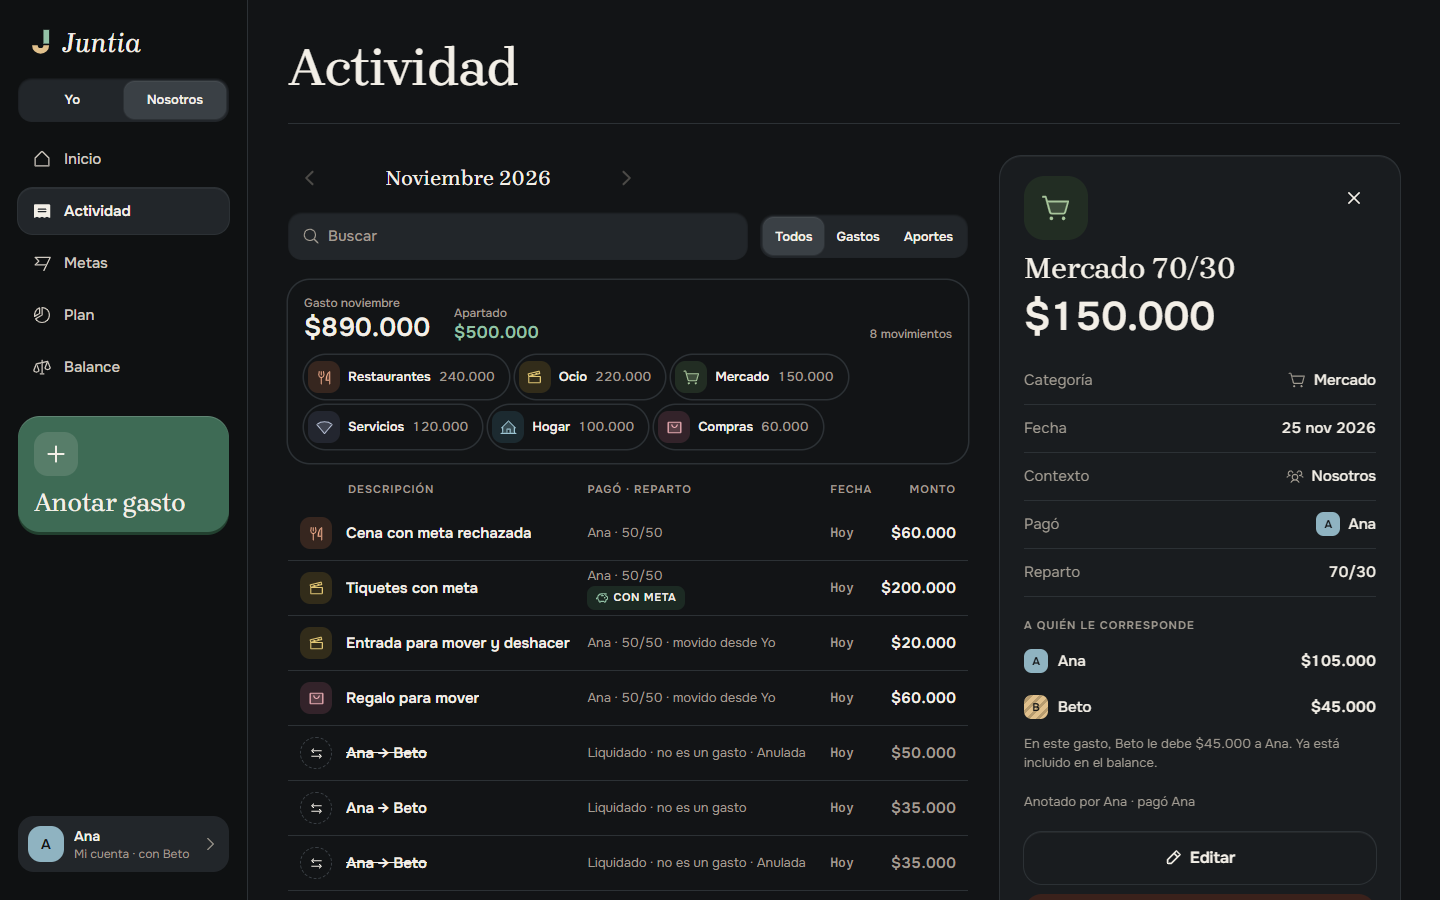 Juntia
Yo
Nosotros
Inicio
Actividad
Metas
Plan
Balance
Anotar gasto
A
Ana
Mi cuenta · con Beto
Actividad
Noviembre 2026
Buscar
Todos
Gastos
Aportes
Gasto noviembre
$890.000
Apartado
$500.000
8 movimientos
Restaurantes 240.000
Ocio 220.000
Mercado 150.000
Servicios 120.000
Hogar 100.000
Compras 60.000
DESCRIPCIÓN PAGÓ · REPARTO FECHA MONTO
Cena con meta rechazada Ana · 50/50 Hoy $60.000
Tiquetes con meta Ana · 50/50 Hoy $200.000
CON META
Entrada para mover y deshacer Ana · 50/50 · movido desde Yo Hoy $20.000
Regalo para mover Ana · 50/50 · movido desde Yo Hoy $60.000
Ana → Beto Liquidado · no es un gasto · Anulada Hoy $50.000
Ana → Beto Liquidado · no es un gasto Hoy $35.000
Ana → Beto Liquidado · no es un gasto · Anulada Hoy $35.000
Mercado 70/30
$150.000
Categoría Mercado
Fecha 25 nov 2026
Contexto Nosotros
Pagó A Ana
Reparto 70/30
A QUIÉN LE CORRESPONDE
A Ana $105.000
B Beto $45.000
En este gasto, Beto le debe $45.000 a Ana. Ya está
incluido en el balance.
Anotado por Ana · pagó Ana
Editar